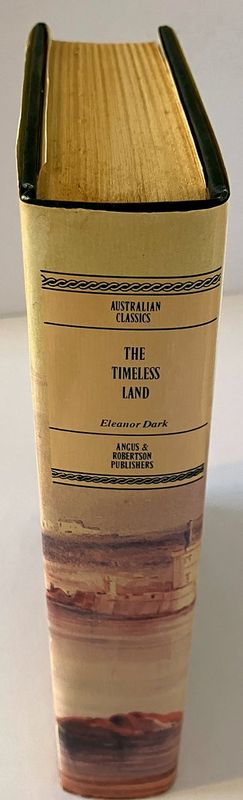 AUSTRALIAN
CLASSICS
THE
TIMELESS
LAND
Eleanor Dark
ANGUS &
ROBERTSON
PUBLISHERS